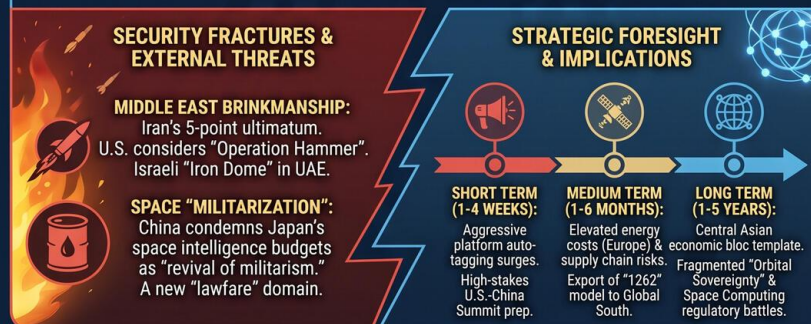 SECURITY FRACTURES &
EXTERNAL THREATS
MIDDLE EAST BRINKMANSHIP:
Iran's 5-point ultimatum.
U.S. considers "Operation Hammer".
Israeli "Iron Dome" in UAE.
SPACE "MILITARIZATION":
China condemns Japan's
space intelligence budgets
as "revival of militarism."
A new "lawfare" domain.
STRATEGIC FORESIGHT
& IMPLICATIONS
SHORT TERM
(1-4 WEEKS):
Aggressive
platform auto-
tagging surges.
High-stakes
U.S.-China
Summit prep.
MEDIUM TERM
(1-6 MONTHS):
Elevated energy
costs (Europe) &
supply chain risks.
Export of "1262"
model to Global
South.
LONG TERM
(1-5 YEARS):
Central Asian
economic bloc template.
Fragmented "Orbital
Sovereignty" &
Space Computing
regulatory battles.